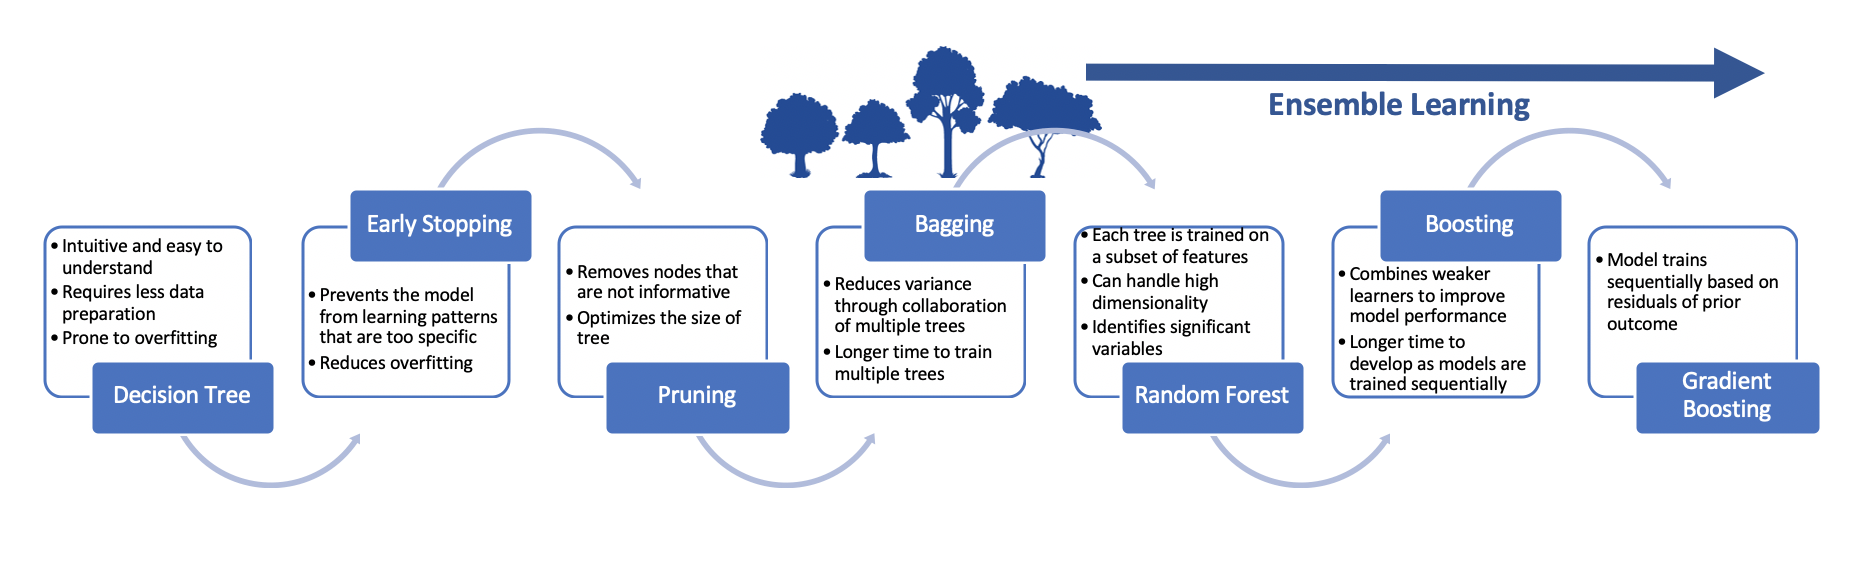 Ensemble Learning
• Intuitive and easy to
understand
• Requires less data
preparation
• Prone to overfitting
Decision Tree
Early Stopping
• Prevents the model
from learning patterns
that are too specific
• Reduces overfitting
• Removes nodes that
are not informative
• Optimizes the size of
tree
Pruning
Bagging
• Reduces variance
through collaboration
of multiple trees
• Longer time to train
multiple trees
• Each tree is trained on
a subset of features
• Can handle high
dimensionality
• Identifies significant
variables
Random Forest
Boosting
• Combines weaker
learners to improve
model performance
• Longer time to
develop as models are
trained sequentially
• Model trains
sequentially based on
residuals of prior
outcome
Gradient
Boosting